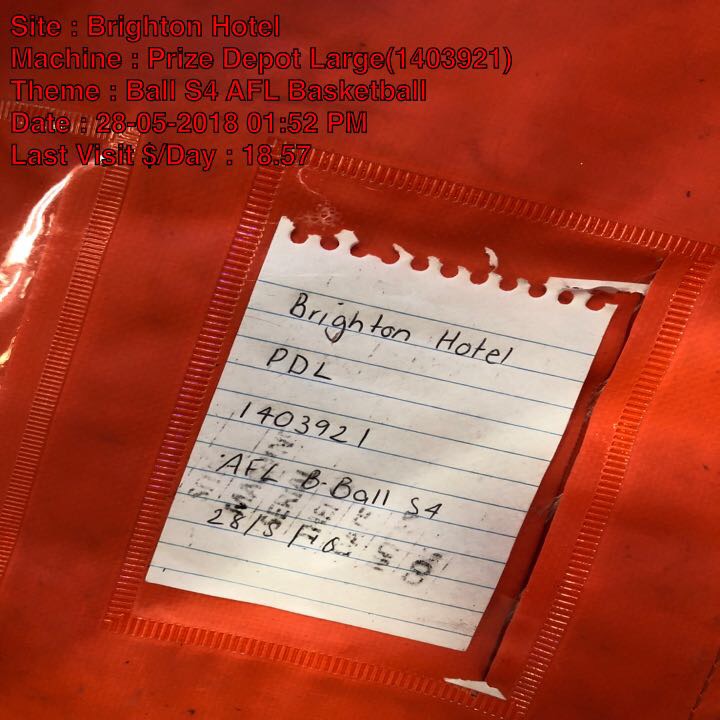 Site : Brighton Hotel
Machine : Prize Depot Large(1403921)
Theme : Ball S4 AFL Basketball
Date : 28-05-2018 01:52 PM
Last Visit $/Day : 18.57
Brighton Hotel
PDL
1403921
AFL B-Ball S4
28/5